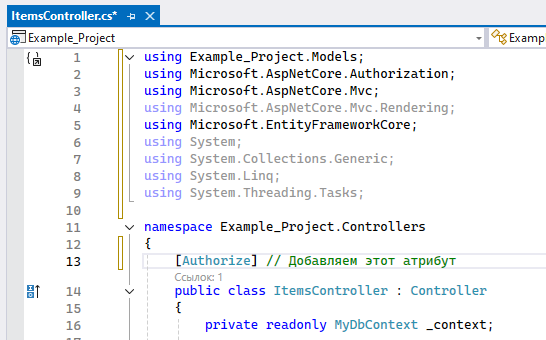 ItemsController.cs*
Example_Project
Examp
1 using Example_Project.Models;
2 using Microsoft.AspNetCore.Authorization;
3 using Microsoft.AspNetCore.Mvc;
4 using Microsoft.AspNetCore.Mvc.Rendering;
5 using Microsoft.EntityFrameworkCore;
6 using System;
7 using System.Collections.Generic;
8 using System.Linq;
9 using System.Threading.Tasks;
10
11 namespace Example_Project.Controllers
12 {
13 [Authorize] // Добавляем этот атрибут
Ссылок: 1
14 public class ItemsController : Controller
15 {
16 private readonly MyDbContext _context;